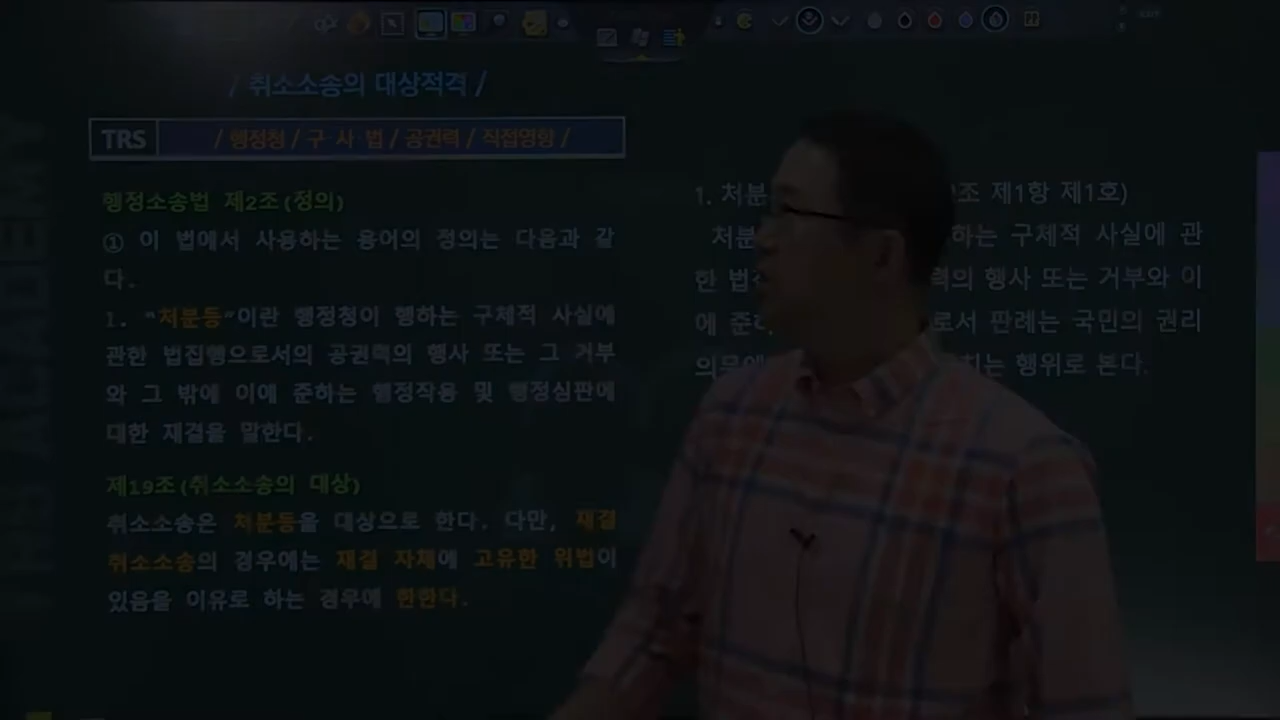 / 취소소송의 대상적격 /
TRS / 행정청 / 구 사 법 / 공권력 / 직접영향 /
행정소송법 제2조(정의)
① 이 법에서 사용하는 용어의 정의는 다음과 같
다.
1. "처분등"이란 행정청이 행하는 구체적 사실에
관한 법집행으로서의 공권력의 행사 또는 그 거부
와 그 밖에 이에 준하는 행정작용 및 행정심판에
대한 재결을 말한다.
제19조(취소소송의 대상)
취소소송은 처분등을 대상으로 한다. 다만, 재결
취소소송의 경우에는 재결 자체에 고유한 위법이
있음을 이유로 하는 경우에 한한다.
1. 처분 조 제1항 제1호)
처분 하는 구체적 사실에 관
한 법 력의 행사 또는 거부와 이
에 준 로서 판례는 국민의 권리
의무에 치는 행위로 본다.
EXIT